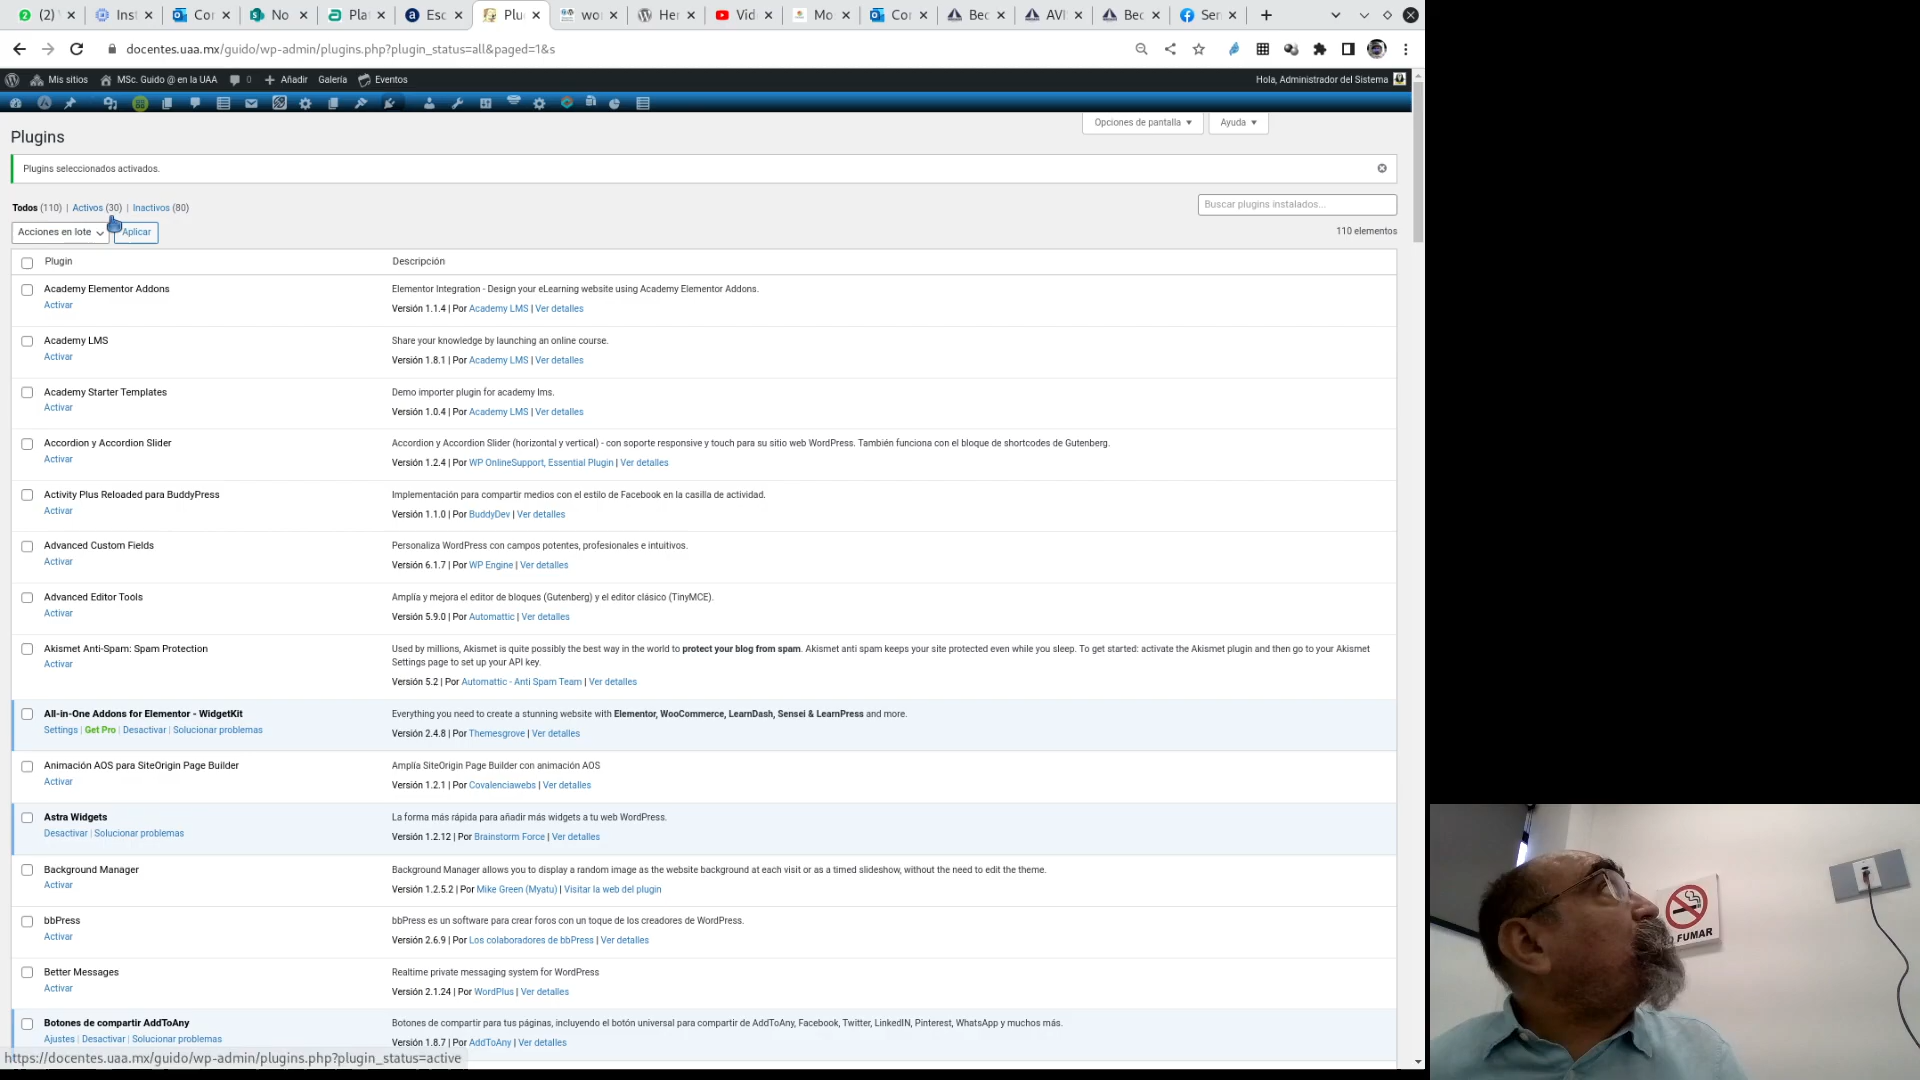 (2)
Inst
Cor
No
Pla
Esc
Plu
wo
Her
Vid
Mo
Co
Bec
AVI
Bec
Ser
docentes.uaa.mx/guido/wp-admin/plugins.php?plugin_status=all&paged=1&s
Mis sitios
MSc. Guido @ en la UAA
0
Añadir
Galería
Eventos
Hola, Administrador del Sistema
Opciones de pantalla ▼
Ayuda ▼
Plugins
Plugins seleccionados activados.
Todos (110) | Activos (30) | Inactivos (80)
Buscar plugins instalados...
Acciones en lote
Aplicar
110 elementos
Plugin
Descripción
Academy Elementor Addons
Elementor Integration - Design your eLearning website using Academy Elementor Addons.
Activar
Versión 1.1.4 | Por Academy LMS | Ver detalles
Academy LMS
Share your knowledge by launching an online course.
Activar
Versión 1.8.1 | Por Academy LMS | Ver detalles
Academy Starter Templates
Demo importer plugin for academy lms.
Activar
Versión 1.0.4 | Por Academy LMS | Ver detalles
Accordion y Accordion Slider
Accordion y Accordion Slider (horizontal y vertical) - con soporte responsive y touch para su sitio web WordPress. También funciona con el bloque de shortcodes de Gutenberg.
Activar
Versión 1.2.4 | Por WP OnlineSupport, Essential Plugin | Ver detalles
Activity Plus Reloaded para BuddyPress
Implementación para compartir medios con el estilo de Facebook en la casilla de actividad.
Activar
Versión 1.1.0 | Por BuddyDev | Ver detalles
Advanced Custom Fields
Personaliza WordPress con campos potentes, profesionales e intuitivos.
Activar
Versión 6.1.7 | Por WP Engine | Ver detalles
Advanced Editor Tools
Amplía y mejora el editor de bloques (Gutenberg) y el editor clásico (TinyMCE).
Activar
Versión 5.9.0 | Por Automattic | Ver detalles
Akismet Anti-Spam: Spam Protection
Used by millions, Akismet is quite possibly the best way in the world to protect your blog from spam. Akismet anti spam keeps your site protected even while you sleep. To get started: activate the Akismet plugin and then go to your Akismet
Settings page to set up your API key.
Activar
Versión 5.2 | Por Automattic - Anti Spam Team | Ver detalles
All-in-One Addons for Elementor - WidgetKit
Everything you need to create a stunning website with Elementor, WooCommerce, LearnDash, Sensei & LearnPress and more.
Settings | Get Pro | Desactivar | Solucionar problemas
Versión 2.4.8 | Por Themesgrove | Ver detalles
Animación AOS para SiteOrigin Page Builder
Amplía SiteOrigin Page Builder con animación AOS
Activar
Versión 1.2.1 | Por Covalenciawebs | Ver detalles
Astra Widgets
La forma más rápida para añadir más widgets a tu web WordPress.
Desactivar | Solucionar problemas
Versión 1.2.12 | Por Brainstorm Force | Ver detalles
Background Manager
Background Manager allows you to display a random image as the website background at each visit or as a timed slideshow, without the need to edit the theme.
Activar
Versión 1.2.5.2 | Por Mike Green (Myatu) | Visitar la web del plugin
bbPress
bbPress es un software para crear foros con un toque de los creadores de WordPress.
Activar
Versión 2.6.9 | Por Los colaboradores de bbPress | Ver detalles
Better Messages
Realtime private messaging system for WordPress
Activar
Versión 2.1.24 | Por WordPlus | Ver detalles
Botones de compartir AddToAny
Botones de compartir para tus páginas, incluyendo el botón universal para compartir de AddToAny, Facebook, Twitter, LinkedIN, Pinterest, WhatsApp y muchos más.
Ajustes | Desactivar | Solucionar problemas
Versión 1.8.7 | Por AddToAny | Ver detalles
https://docentes.uaa.mx/guido/wp-admin/plugins.php?plugin_status=active
FUMAR